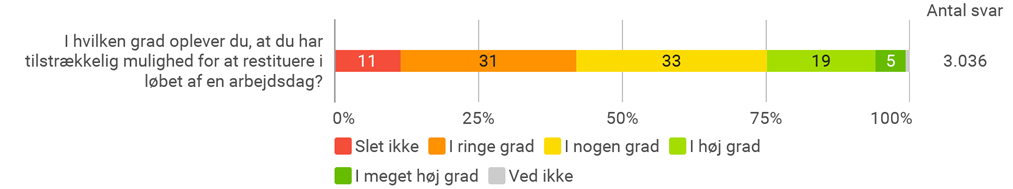 Antal svar
I hvilken grad oplever du, at du har
tilstrækkelig mulighed for at restituere i
løbet af en arbejdsdag?
11 31 33 19 5 3.036
0% 25% 50% 75% 100%
Slet ikke I ringe grad I nogen grad I høj grad
I meget høj grad Ved ikke